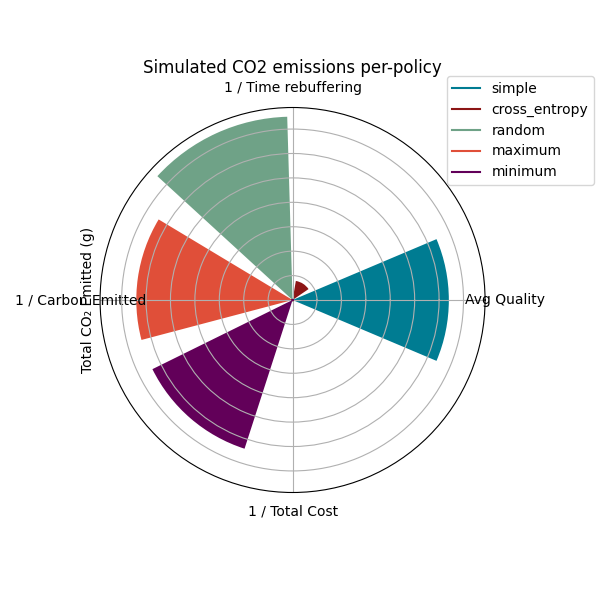 Simulated CO2 emissions per-policy
1 / Time rebuffering
simple
cross_entropy
random
maximum
minimum
1 / Carbon Emitted
Total CO₂ Emitted (g)
Avg Quality
1 / Total Cost